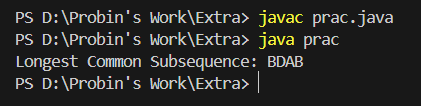 PS D:\Probin's Work\Extra> javac prac.java
PS D:\Probin's Work\Extra> java prac
Longest Common Subsequence: BDAB
PS D:\Probin's Work\Extra>